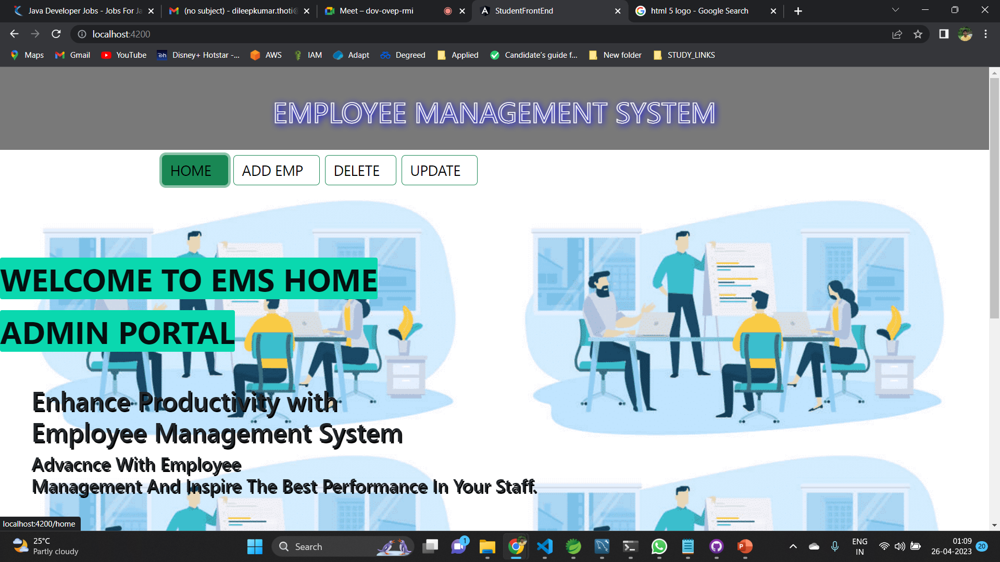 Java Developer Jobs - Jobs For Ja
(no subject) - dileepkumar.thoti@
Meet – dov-ovep-rmi
StudentFrontEnd
html 5 logo - Google Search
localhost:4200
Maps
Gmail
YouTube
Disney+ Hotstar -...
AWS
IAM
Adapt
Degreed
Applied
Candidate's guide f...
New folder
STUDY_LINKS
EMPLOYEE MANAGEMENT SYSTEM
HOME
ADD EMP
DELETE
UPDATE
WELCOME TO EMS HOME
ADMIN PORTAL
Enhance Productivity with
Employee Management System
Advacnce With Employee
Management And Inspire The Best Performance In Your Staff.
localhost:4200/home
25°C
Partly cloudy
Search
1
ENG
IN
01:09
26-04-2023
20